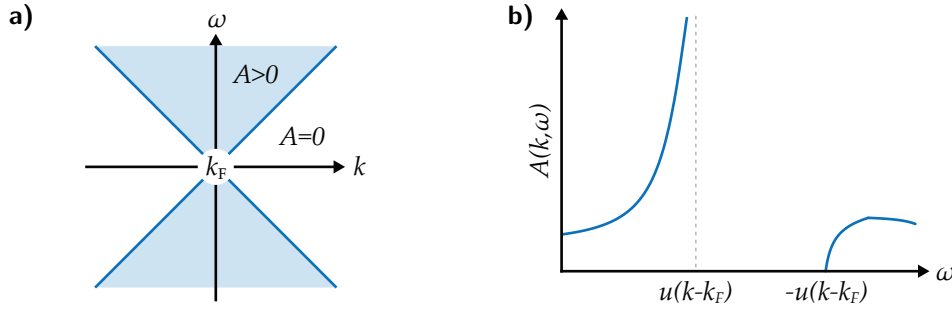 a)
ω
A>0
A=0
k_F
k
b)
A(k,ω)
ω
u(k-k_F)
-u(k-k_F)